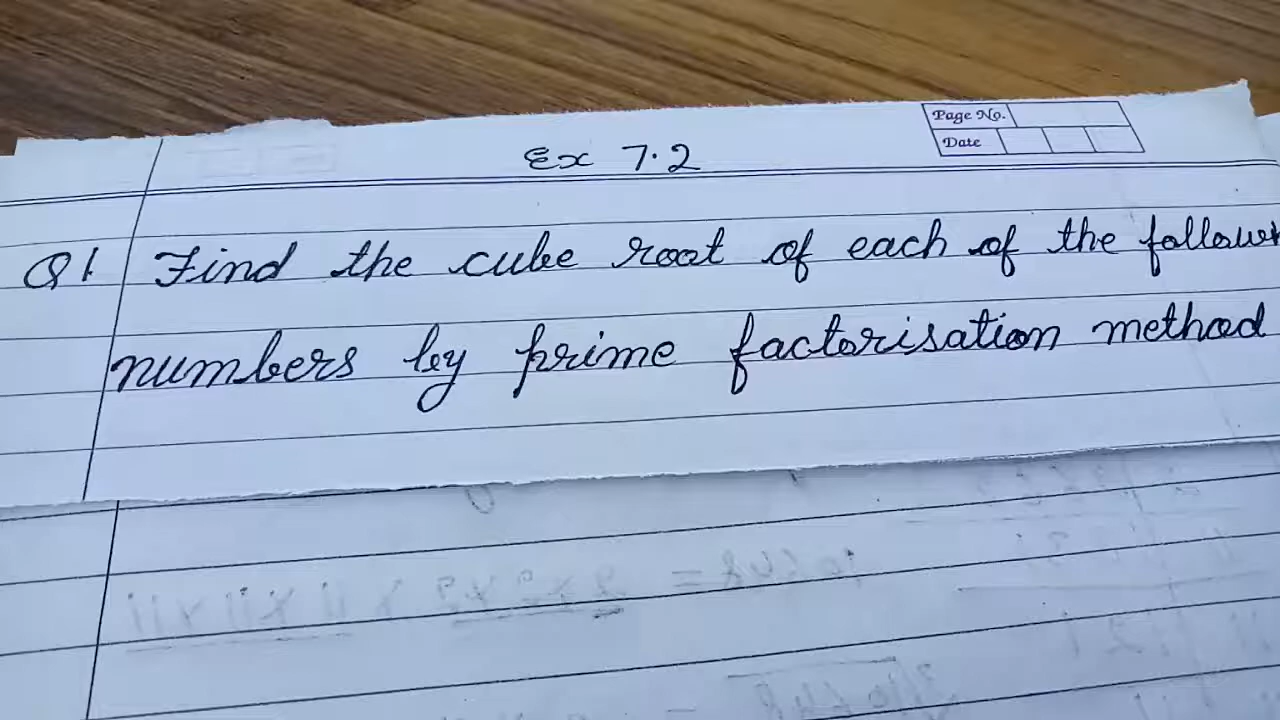 Page No.
Date
Ex 7.2
Q1 Find the cube root of each of the follow
numbers by prime factorisation method